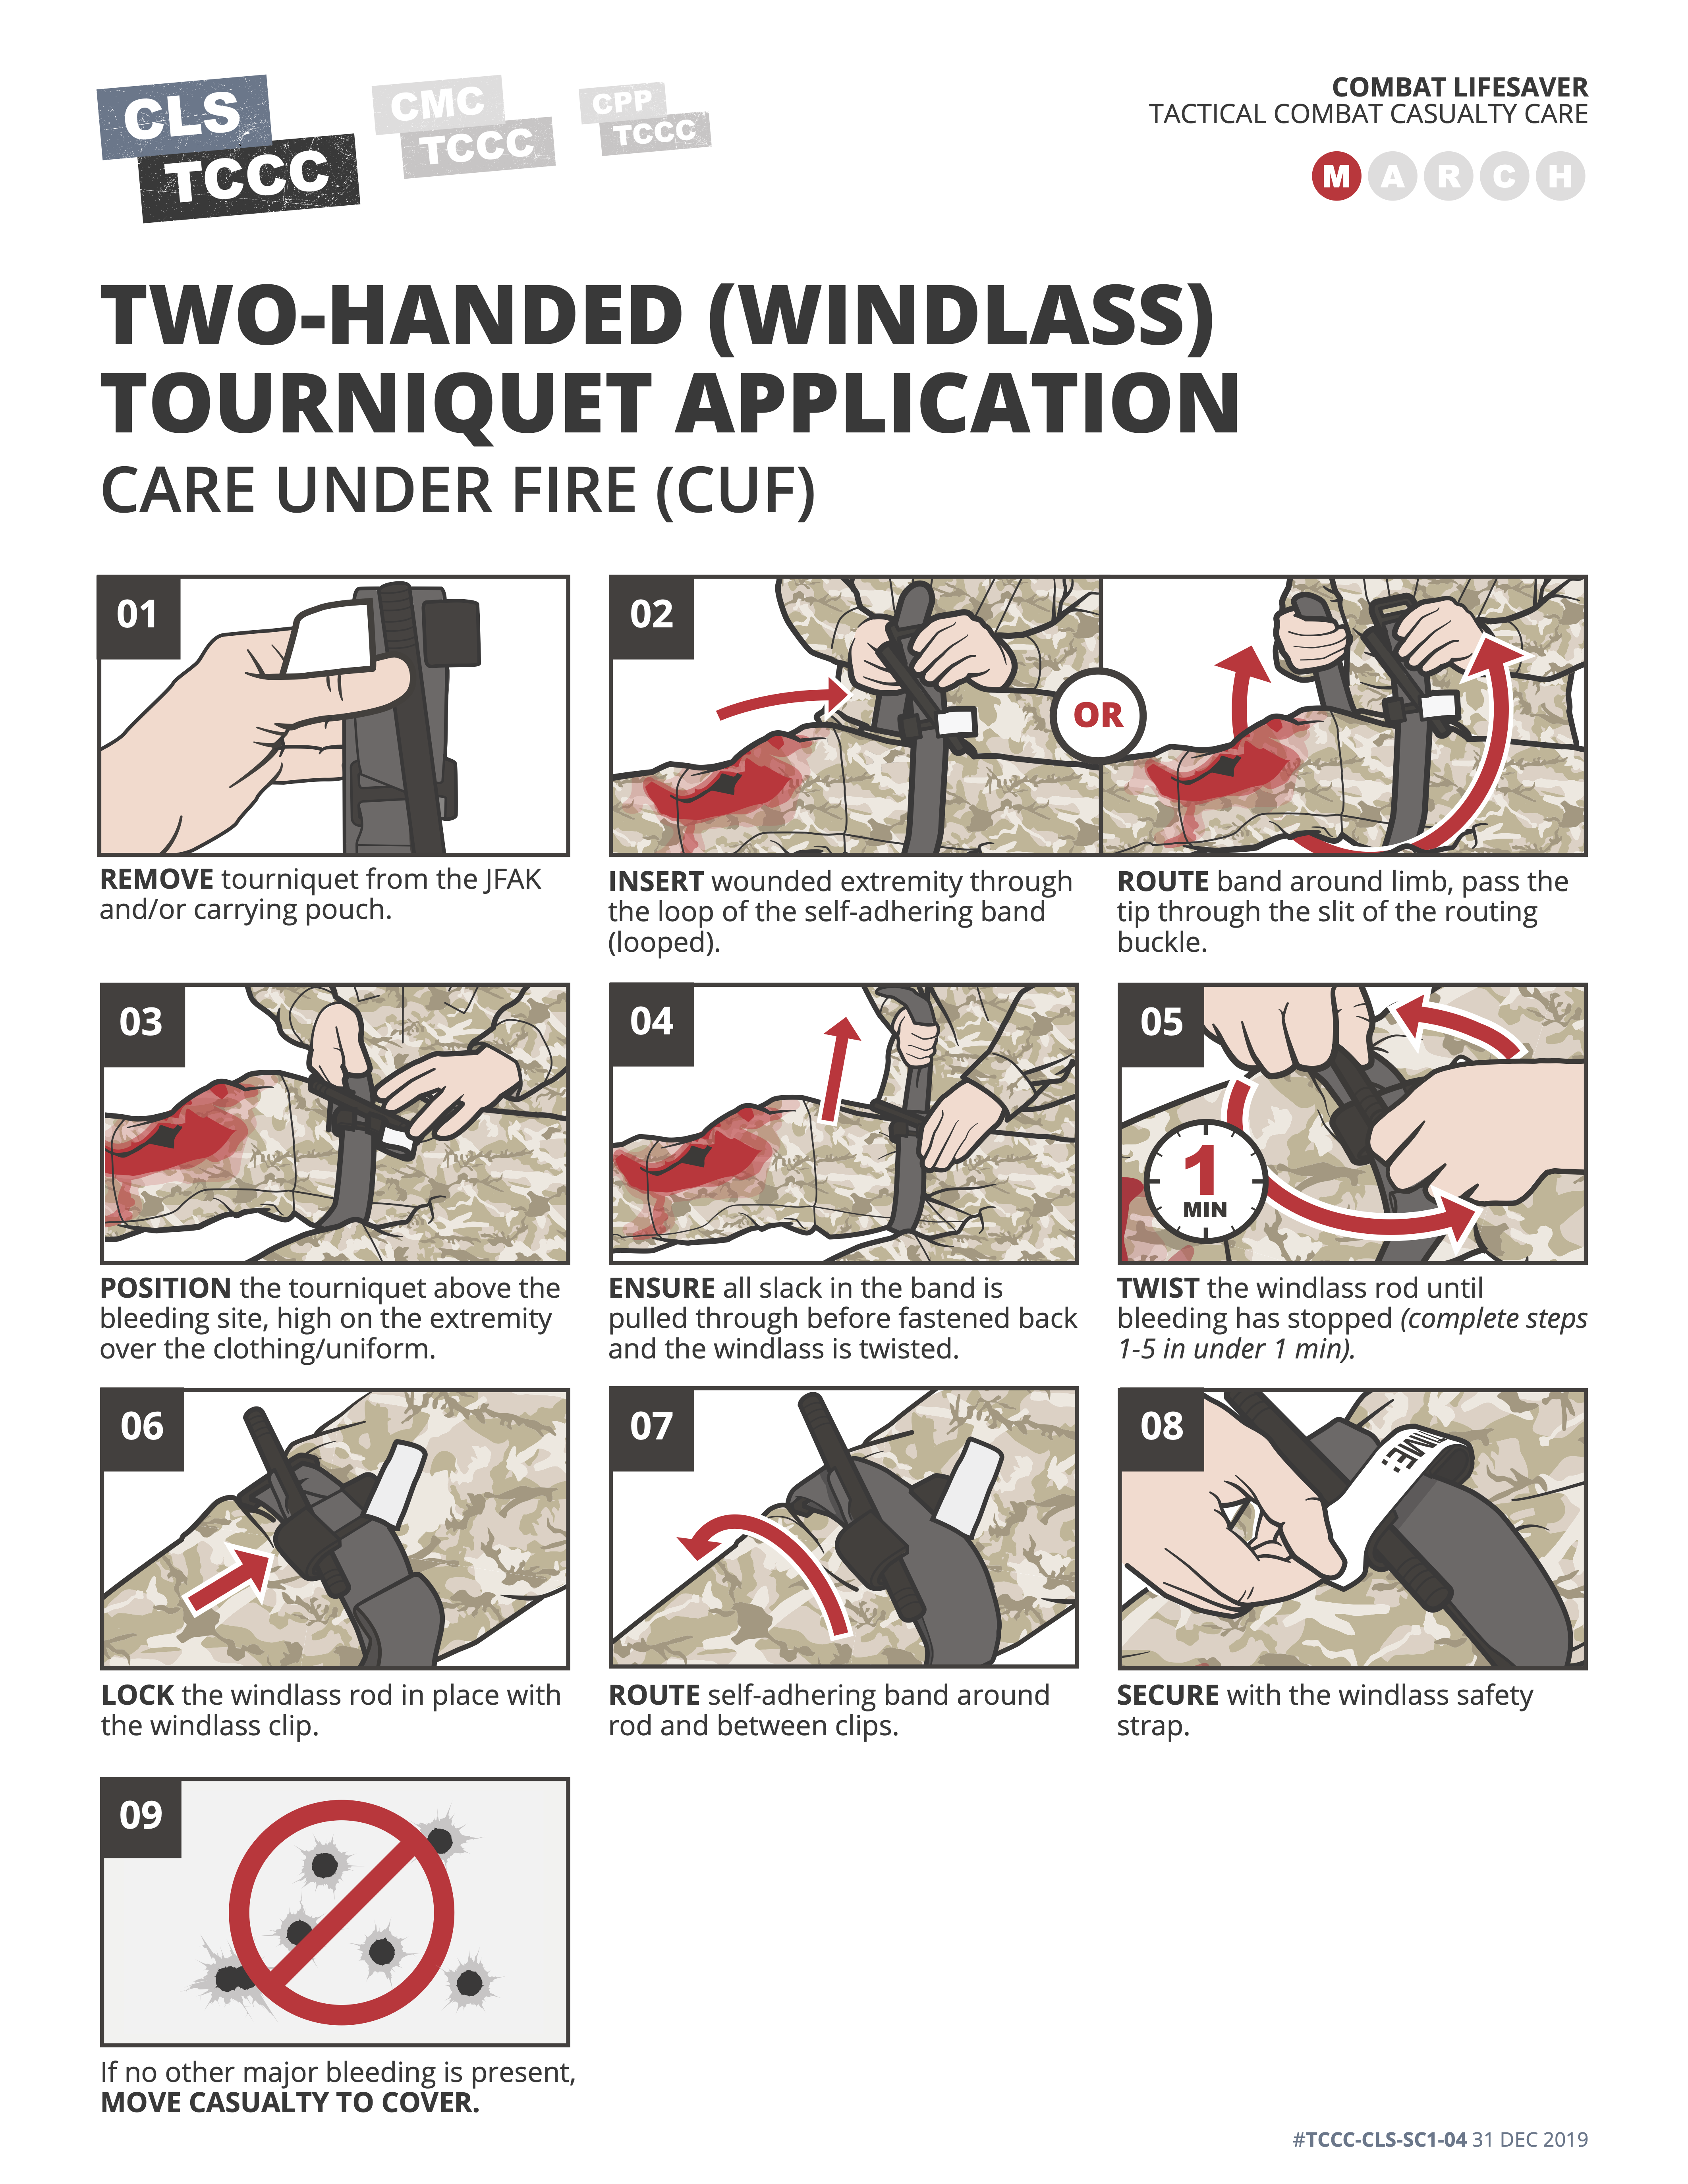 CLS
TCCC
CMC
TCCC
CPP
TCCC
COMBAT LIFESAVER
TACTICAL COMBAT CASUALTY CARE
M A R C H
TWO-HANDED (WINDLASS)
TOURNIQUET APPLICATION
CARE UNDER FIRE (CUF)
01
REMOVE tourniquet from the JFAK
and/or carrying pouch.
02
INSERT wounded extremity through
the loop of the self-adhering band
(looped).
OR
ROUTE band around limb, pass the
tip through the slit of the routing
buckle.
03
POSITION the tourniquet above the
bleeding site, high on the extremity
over the clothing/uniform.
04
ENSURE all slack in the band is
pulled through before fastened back
and the windlass is twisted.
05
1
MIN
TWIST the windlass rod until
bleeding has stopped (complete steps
1-5 in under 1 min).
06
LOCK the windlass rod in place with
the windlass clip.
07
ROUTE self-adhering band around
rod and between clips.
08
TIME:
SECURE with the windlass safety
strap.
09
If no other major bleeding is present,
MOVE CASUALTY TO COVER.
#TCCC-CLS-SC1-04 31 DEC 2019